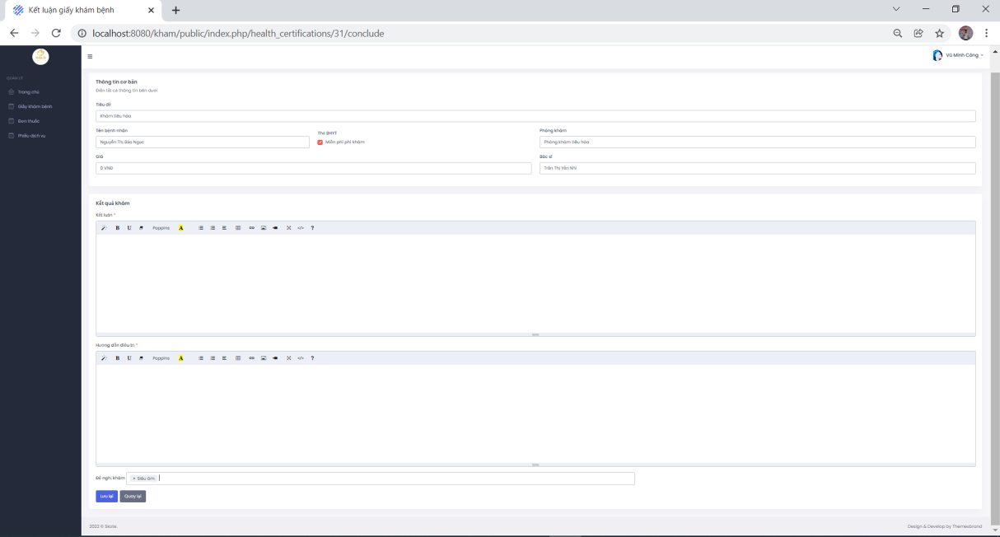 Kết luận giấy khám bệnh
localhost:8080/kham/public/index.php/health_certifications/31/conclude
Vũ Minh Công
QUẢN LÝ
Trang chủ
Giấy khám bệnh
Đơn thuốc
Phiếu dịch vụ
Thông tin cơ bản
Điền tất cả thông tin bên dưới
Tiêu đề
Khám tiêu hóa
Tên bệnh nhân
Thẻ BHYT
Phòng khám
Nguyễn Thị Bảo Ngọc
Miễn phí phí khám
Phòng khám tiêu hóa
Giá
Bác sĩ
0 VND
Trần Thị Yến Nhi
Kết quả khám
Kết luận *
B U Poppins A </> ?
Hướng dẫn điều trị *
B U Poppins A </> ?
Đề nghị khám
× Siêu âm
Lưu lại
Quay lại
2022 © Skote.
Design & Develop by Themesbrand